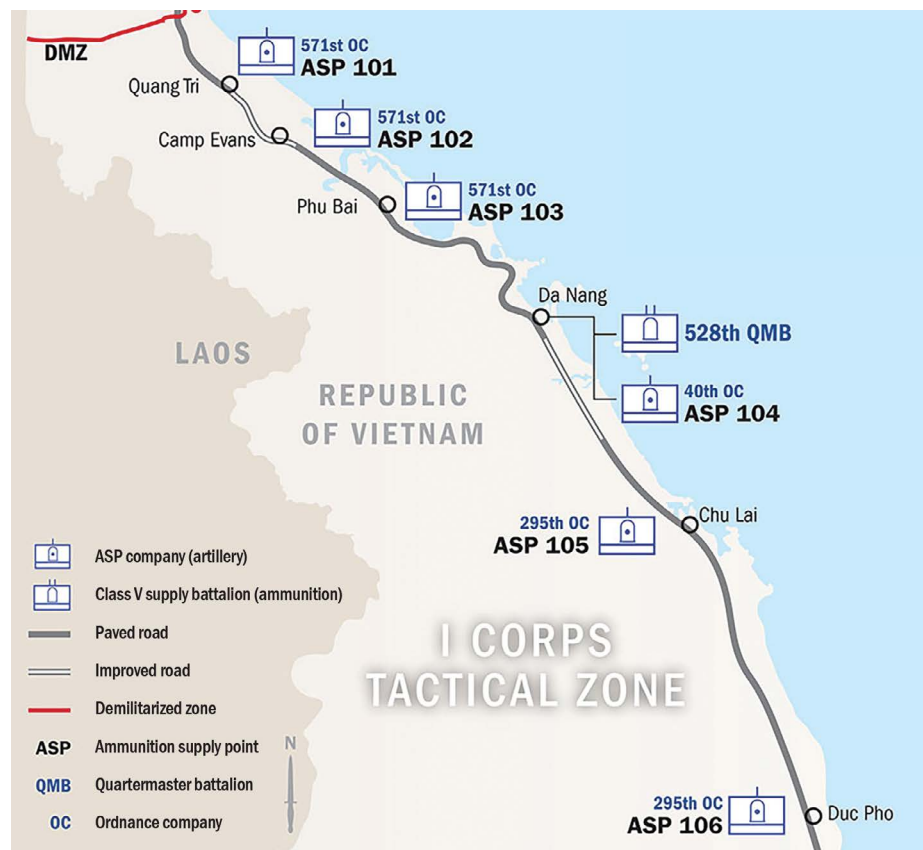 DMZ
571st OC
ASP 101
Quang Tri
571st OC
ASP 102
Camp Evans
571st OC
ASP 103
Phu Bai
Da Nang
528th QMB
LAOS
REPUBLIC
OF VIETNAM
40th OC
ASP 104
Chu Lai
295th OC
ASP 105
I CORPS
TACTICAL ZONE
295th OC
ASP 106
Duc Pho
ASP company (artillery)
Class V supply battalion (ammunition)
Paved road
Improved road
Demilitarized zone
ASP Ammunition supply point
QMB Quartermaster battalion
OC Ordnance company
N